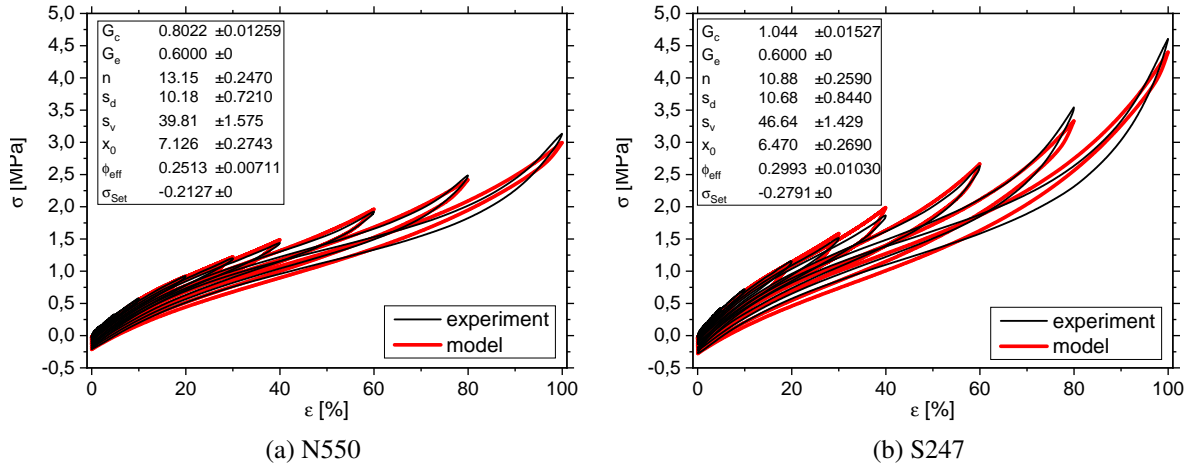 G_c 0.8022 ±0.01259
G_e 0.6000 ±0
n 13.15 ±0.2470
s_d 10.18 ±0.7210
s_v 39.81 ±1.575
x_0 7.126 ±0.2743
ϕ_eff 0.2513 ±0.00711
σ_Set -0.2127 ±0
5,0
4,5
4,0
3,5
3,0
2,5
2,0
1,5
1,0
0,5
0,0
-0,5
σ [MPa]
experiment
model
0 20 40 60 80 100
ε [%]
(a) N550
G_c 1.044 ±0.01527
G_e 0.6000 ±0
n 10.88 ±0.2590
s_d 10.68 ±0.8440
s_v 46.64 ±1.429
x_0 6.470 ±0.2690
ϕ_eff 0.2993 ±0.01030
σ_Set -0.2791 ±0
5,0
4,5
4,0
3,5
3,0
2,5
2,0
1,5
1,0
0,5
0,0
-0,5
σ [MPa]
experiment
model
0 20 40 60 80 100
ε [%]
(b) S247